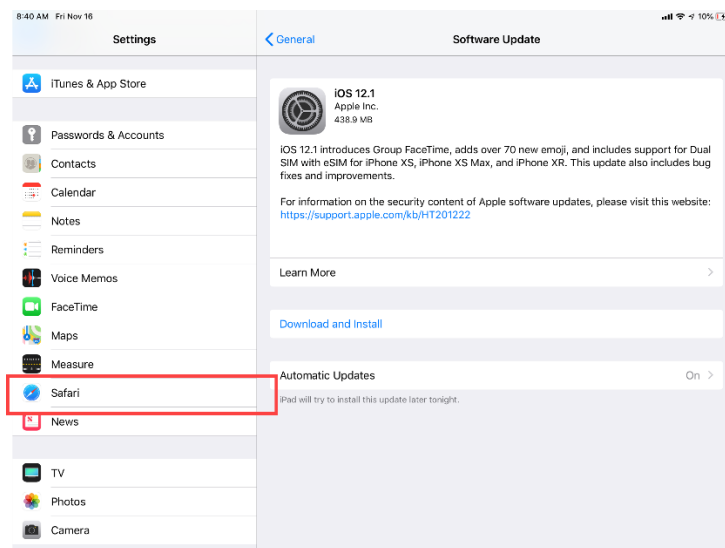 8:40 AM Fri Nov 16
10%
Settings
iTunes & App Store
Passwords & Accounts
Contacts
Calendar
Notes
Reminders
Voice Memos
FaceTime
Maps
Measure
Safari
News
TV
Photos
Camera
General
Software Update
iOS 12.1
Apple Inc.
438.9 MB
iOS 12.1 introduces Group FaceTime, adds over 70 new emoji, and includes support for Dual
SIM with eSIM for iPhone XS, iPhone XS Max, and iPhone XR. This update also includes bug
fixes and improvements.
For information on the security content of Apple software updates, please visit this website:
https://support.apple.com/kb/HT201222
Learn More
Download and Install
Automatic Updates
On
iPad will try to install this update later tonight.